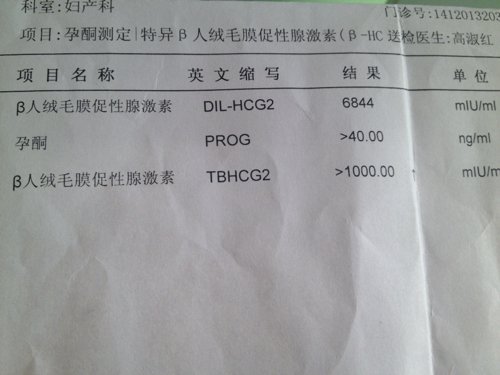 科室:妇产科 门诊号:1412013203
项目:孕酮测定|特异β人绒毛膜促性腺激素(β-HC 送检医生:高淑红
项目名称 英文缩写 结果 单位
β人绒毛膜促性腺激素 DIL-HCG2 6844 mIU/ml
孕酮 PROG >40.00 ng/ml
β人绒毛膜促性腺激素 TBHCG2 >1000.00 ↑ mIU/m